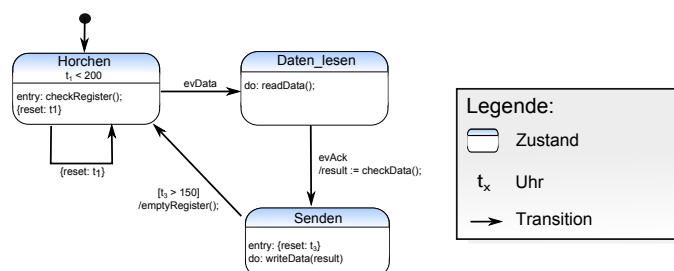 Horchen
t₁ < 200
entry: checkRegister();
{reset: t1}
{reset: t₁}
evData
Daten_lesen
do: readData();
evAck
/result := checkData();
[t₃ > 150]
/emptyRegister();
Senden
entry: {reset: t₃}
do: writeData(result)
Legende:
Zustand
tₓ Uhr
Transition